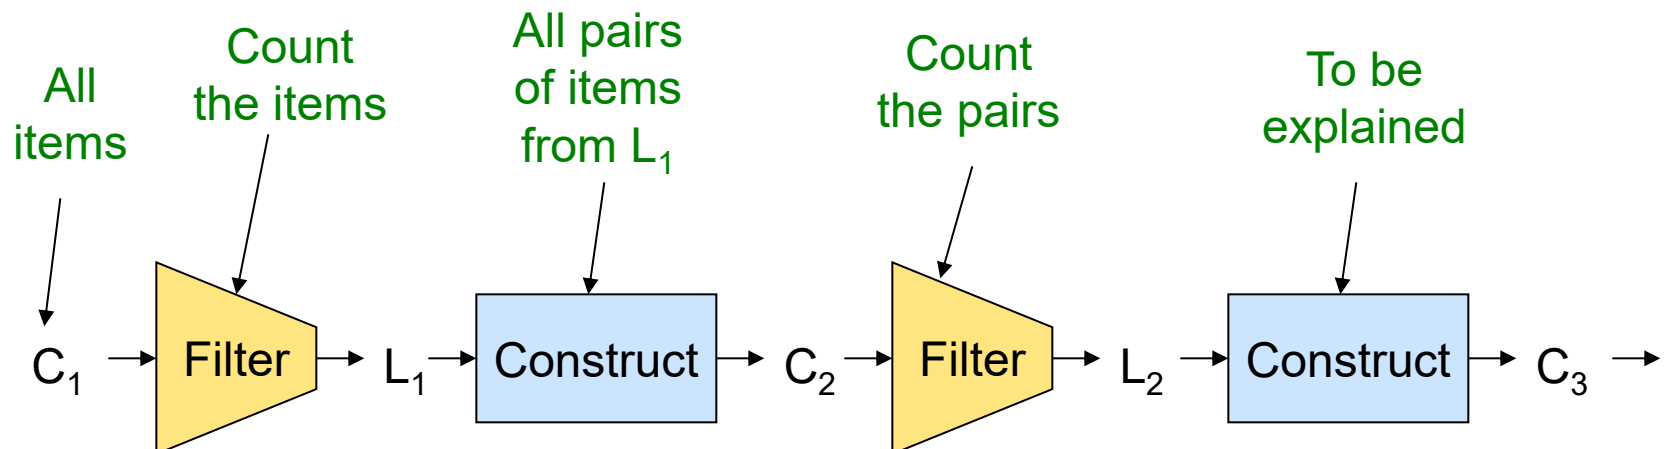 All
items
Count
the items
All pairs
of items
from L₁
Count
the pairs
To be
explained
C₁ Filter L₁ Construct C₂ Filter L₂ Construct C₃